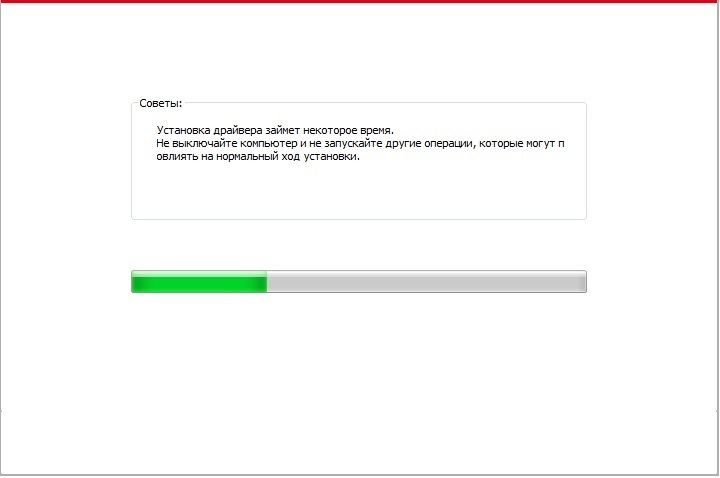 Советы:
Установка драйвера займет некоторое время.
Не выключайте компьютер и не запускайте другие операции, которые могут п
овлиять на нормальный ход установки.